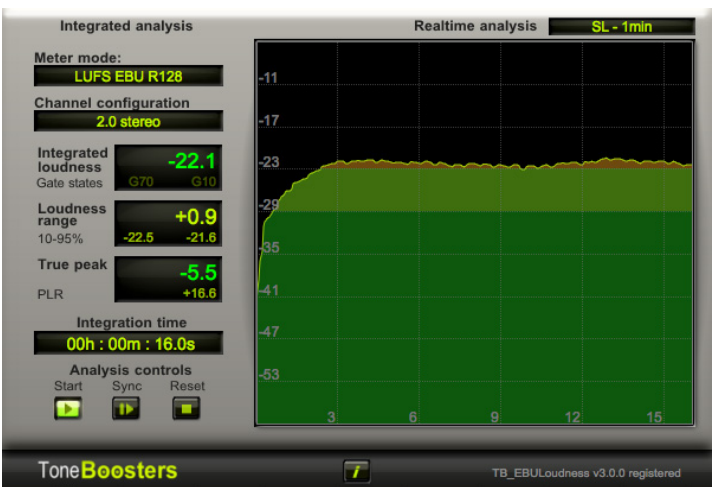 Integrated analysis
Realtime analysis SL - 1min
Meter mode:
LUFS EBU R128
Channel configuration
2.0 stereo
Integrated loudness -22.1
Gate states G70 G10
Loudness range +0.9
10-95% -22.5 -21.6
True peak -5.5
PLR +16.6
Integration time
00h : 00m : 16.0s
Analysis controls
Start Sync Reset
-11
-17
-23
-29
-35
-41
-47
-53
3 6 9 12 15
ToneBoosters
i
TB_EBULoudness v3.0.0 registered